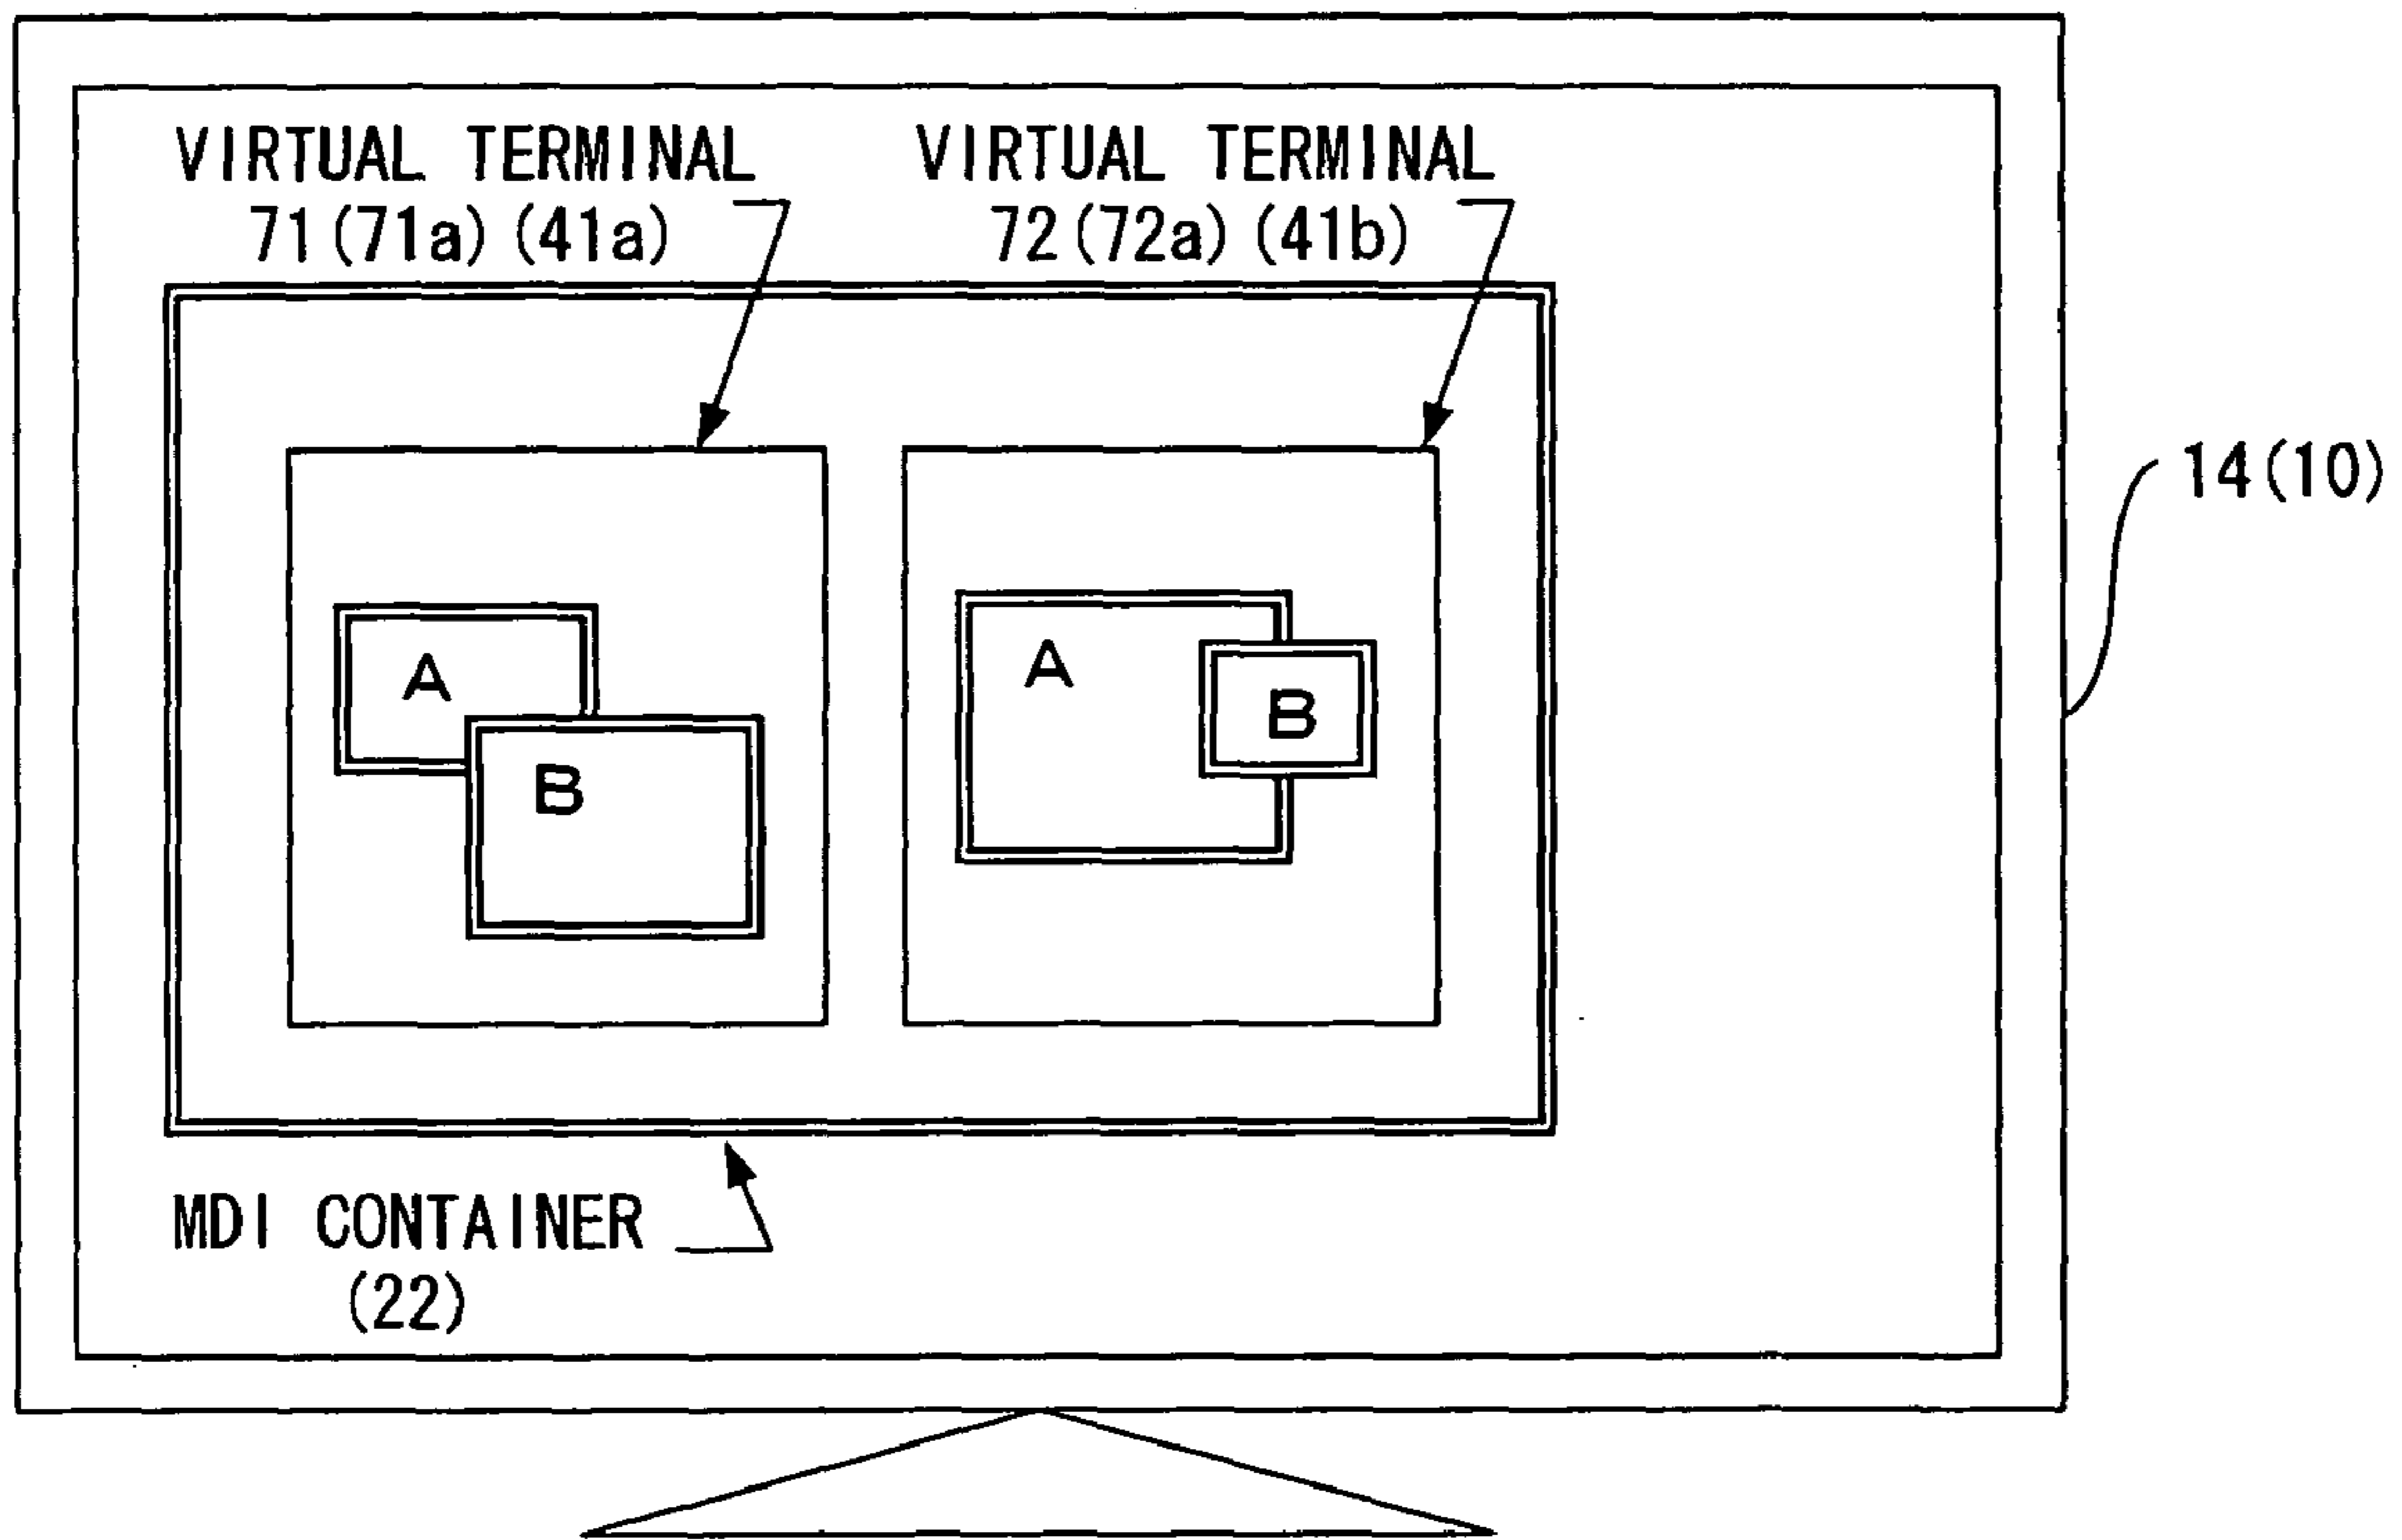 VIRTUAL TERMINAL
71(71a)(41a)
VIRTUAL TERMINAL
72(72a)(41b)
14(10)
A
B
A
B
MDI CONTAINER
(22)